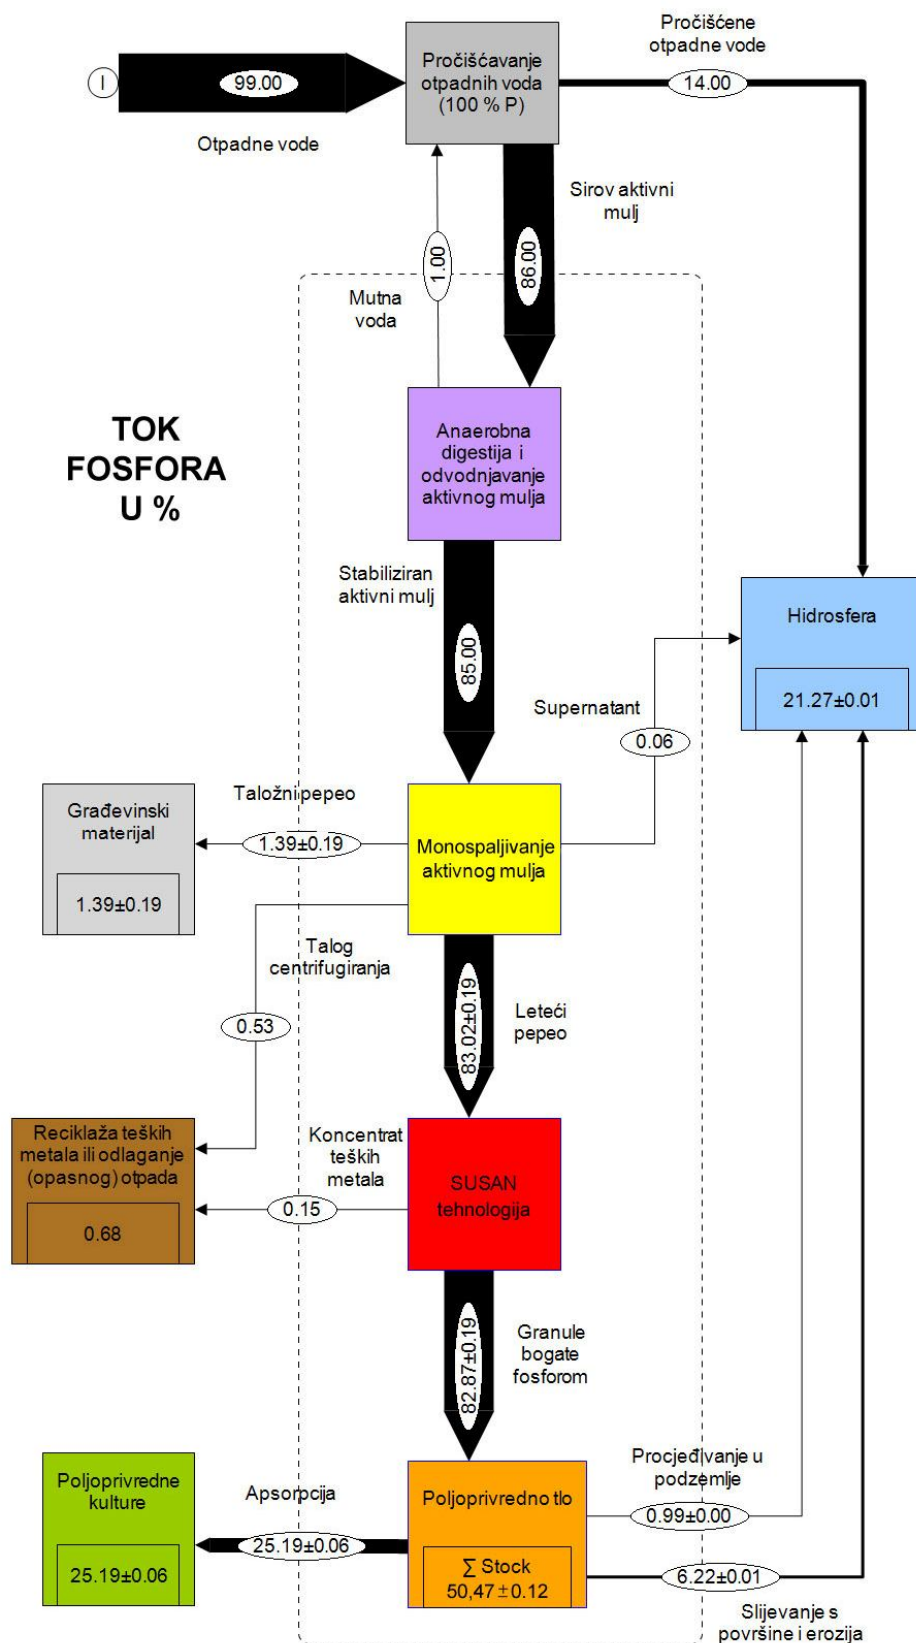 Pročišćene
otpadne vode
Pročišćavanje
otpadnih voda
(100 % P)
I
99.00
14.00
Otpadne vode
Sirov aktivni
mulj
86.00
1.00
Mutna
voda
TOK
FOSFORA
U %
Anaerobna
digestija i
odvodnjavanje
aktivnog mulja
Stabiliziran
aktivni mulj
85.00
Hidrosfera
21.27±0.01
Supernatant
0.06
Građevinski
materijal
1.39±0.19
Taložni pepeo
1.39±0.19
Monospaljivanje
aktivnog mulja
Talog
centrifugiranja
0.53
83.02±0.19
Leteći
pepeo
Reciklaža teških
metala ili odlaganje
(opasnog) otpada
0.68
Koncentrat
teških
metala
0.15
SUSAN
tehnologija
82.87±0.19
Granule
bogate
fosforom
Poljoprivredne
kulture
25.19±0.06
Apsorpcija
25.19±0.06
Poljoprivredno tlo
∑ Stock
50,47±0.12
Procjeđivanje u
podzemlje
0.99±0.00
6.22±0.01
Slijevanje s
površine i erozija